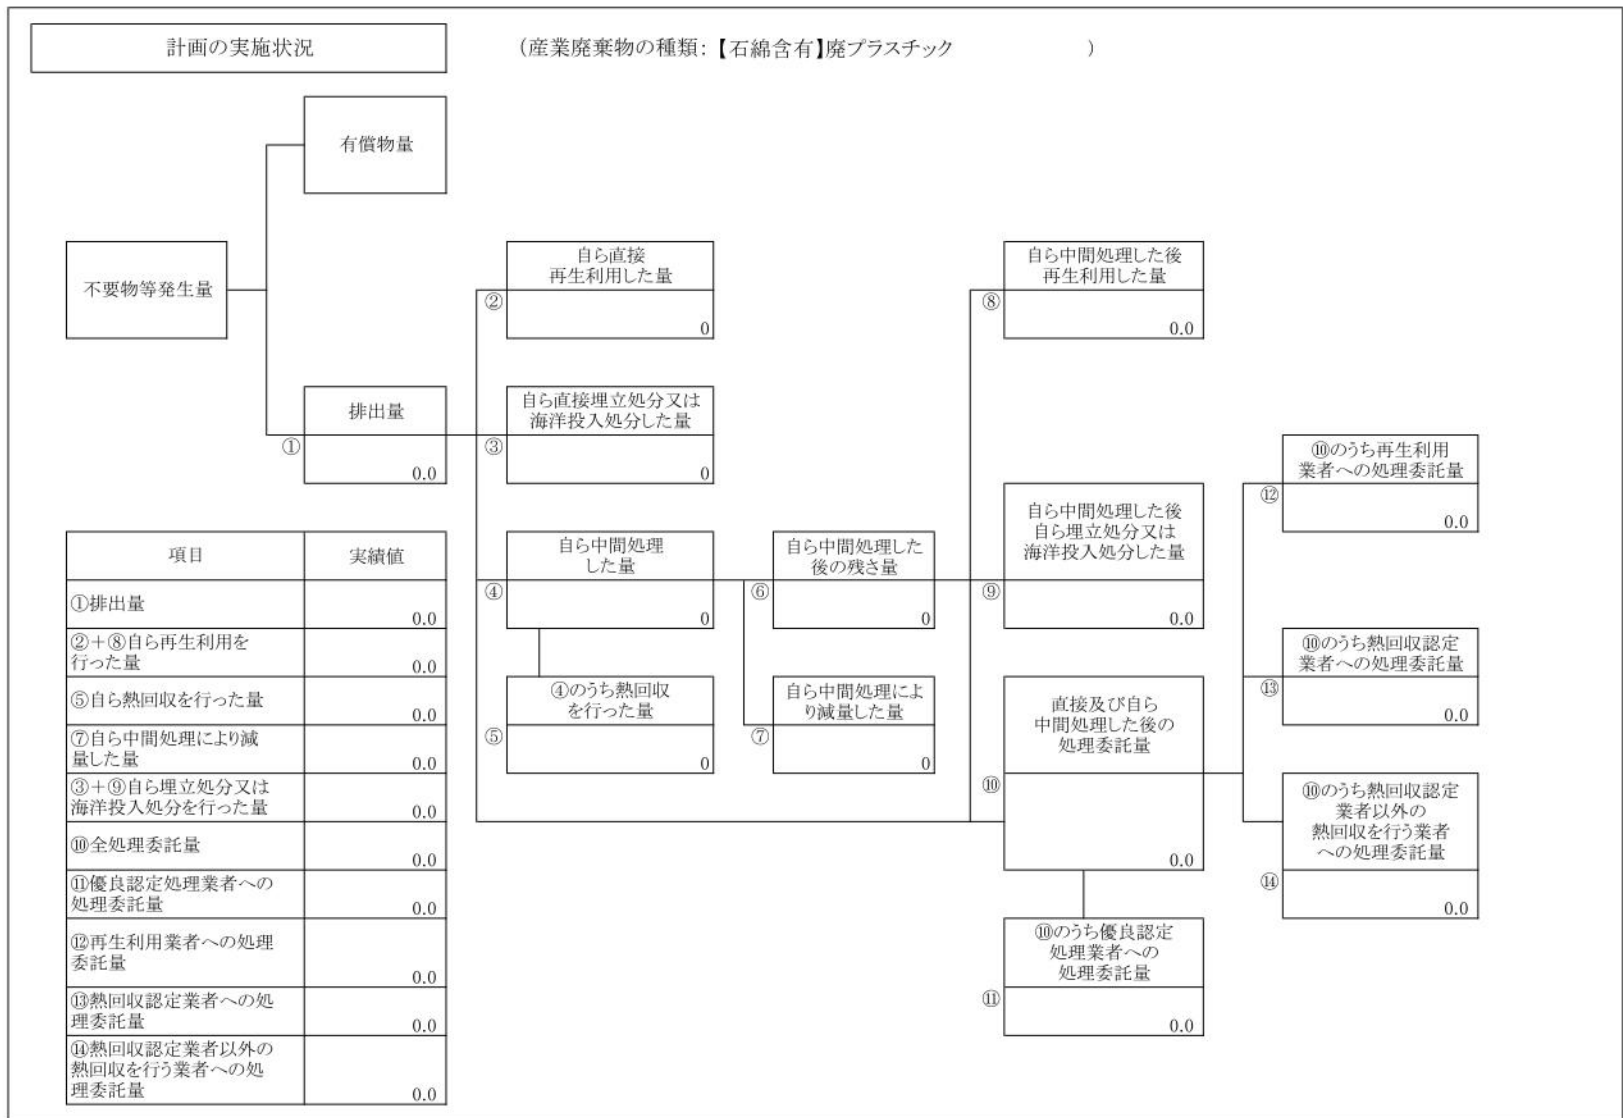 計画の実施状況
(産業廃棄物の種類:【石綿含有】廃プラスチック )
有償物量
不要物等発生量
排出量
①
0.0
自ら直接
再生利用した量
②
0
自ら直接埋立処分又は
海洋投入処分した量
③
0
自ら中間処理
した量
④
0
④のうち熱回収
を行った量
⑤
0
自ら中間処理した
後の残さ量
⑥
0
自ら中間処理によ
り減量した量
⑦
0
自ら中間処理した後
再生利用した量
⑧
0.0
自ら中間処理した後
自ら埋立処分又は
海洋投入処分した量
⑨
0.0
直接及び自ら
中間処理した後の
処理委託量
⑩
0.0
⑩のうち優良認定
処理業者への
処理委託量
⑪
0.0
⑩のうち再生利用
業者への処理委託量
⑫
0.0
⑩のうち熱回収認定
業者への処理委託量
⑬
0.0
⑩のうち熱回収認定
業者以外の
熱回収を行う業者
への処理委託量
⑭
0.0
項目 実績値
①排出量
0.0
②+⑧自ら再生利用を
行った量
0.0
⑤自ら熱回収を行った量
0.0
⑦自ら中間処理により減
量した量
0.0
③+⑨自ら埋立処分又は
海洋投入処分を行った量
0.0
⑩全処理委託量
0.0
⑪優良認定処理業者への
処理委託量
0.0
⑫再生利用業者への処理
委託量
0.0
⑬熱回収認定業者への処
理委託量
0.0
⑭熱回収認定業者以外の
熱回収を行う業者への処
理委託量
0.0